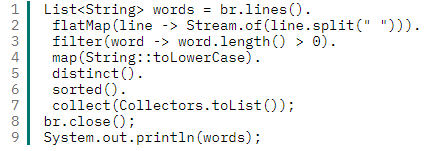 1 List<String> words = br.lines().
2 flatMap(line -> Stream.of(line.split(" "))).
3 filter(word -> word.length() > 0).
4 map(String::toLowerCase).
5 distinct().
6 sorted().
7 collect(Collectors.toList());
8 br.close();
9 System.out.println(words);